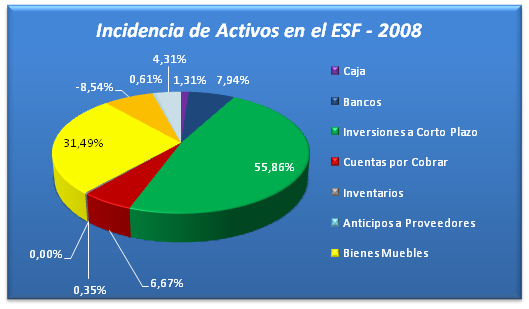 Incidencia de Activos en el ESF - 2008
4,31%
-8,54%
0,61%
1,31%
7,94%
31,49%
55,86%
0,00%
0,35%
6,67%
Caja
Bancos
Inversiones a Corto Plazo
Cuentas por Cobrar
Inventarios
Anticipos a Proveedores
Bienes Muebles